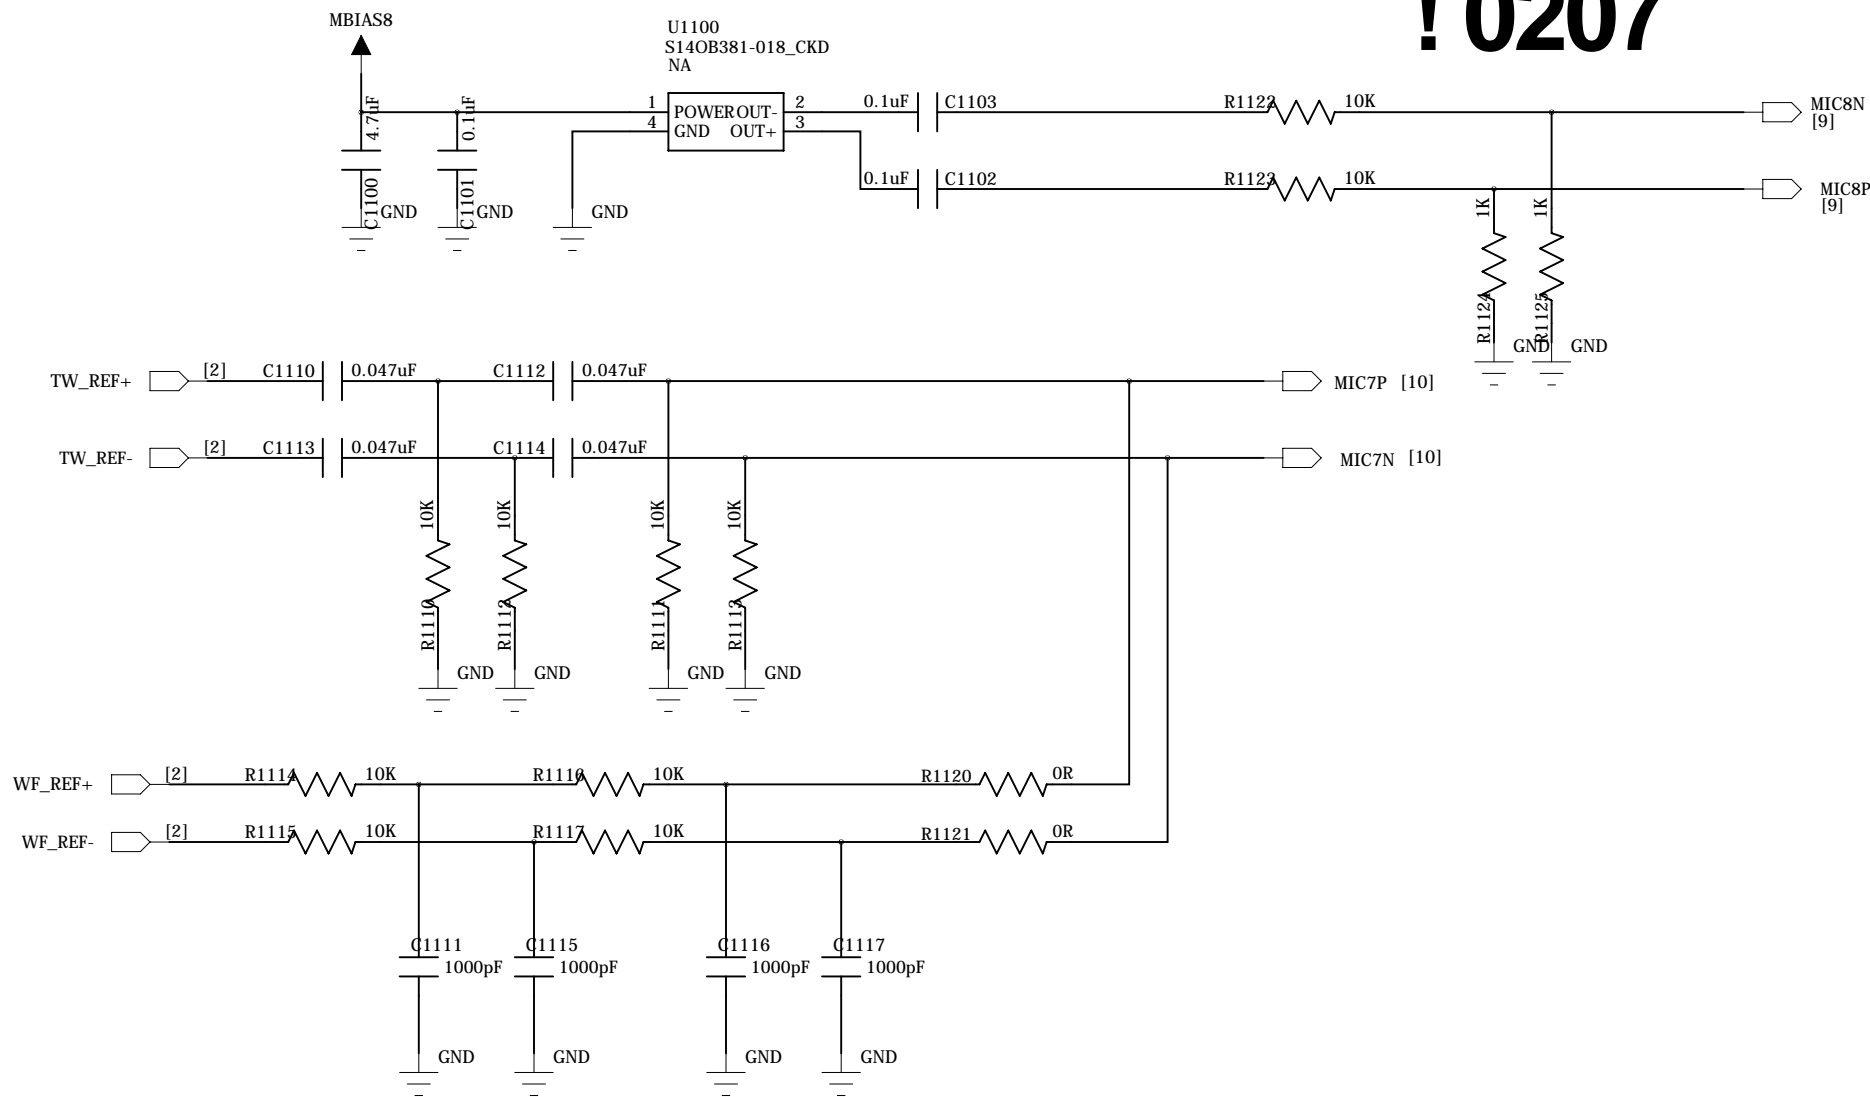 ! 0207
MBIAS8
U1100
S14OB381-018_CKD
NA
4.7uF
0.1uF
C1100
C1101
GND
GND
GND
1 POWER OUT- 2
4 GND OUT+ 3
0.1uF C1103
R1122 10K
MIC8N
[9]
0.1uF C1102
R1123 10K
MIC8P
[9]
1K
1K
R1124
R1125
GND
GND
TW_REF+ [2] C1110 0.047uF C1112 0.047uF MIC7P [10]
TW_REF- [2] C1113 0.047uF C1114 0.047uF MIC7N [10]
10K
10K
10K
10K
R1110
R1112
R1111
R1113
GND
GND
GND
GND
WF_REF+ [2] R1114 10K R1116 10K R1120 0R
WF_REF- [2] R1115 10K R1117 10K R1121 0R
C1111
1000pF
C1115
1000pF
C1116
1000pF
C1117
1000pF
GND
GND
GND
GND